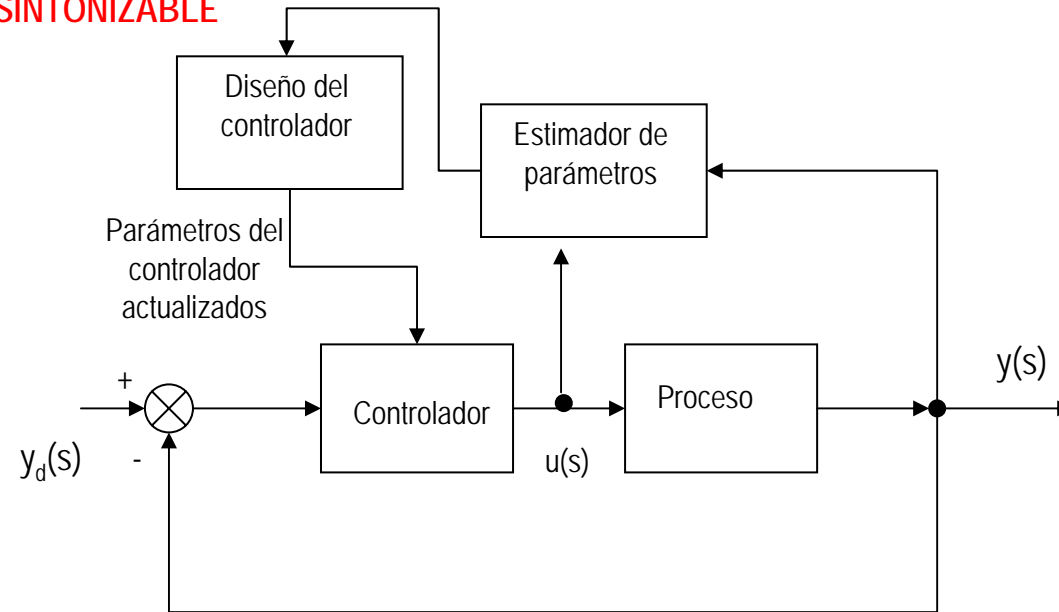 SINTONIZABLE
Diseño del
controlador
Estimador de
parámetros
Parámetros del
controlador
actualizados
+
Controlador
Proceso
y(s)
y_d(s)
-
u(s)